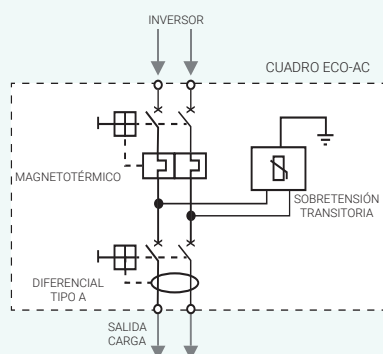 INVERSOR
CUADRO ECO-AC
MAGNETOTÉRMICO
SOBRETENSIÓN
TRANSITORIA
DIFERENCIAL
TIPO A
SALIDA
CARGA